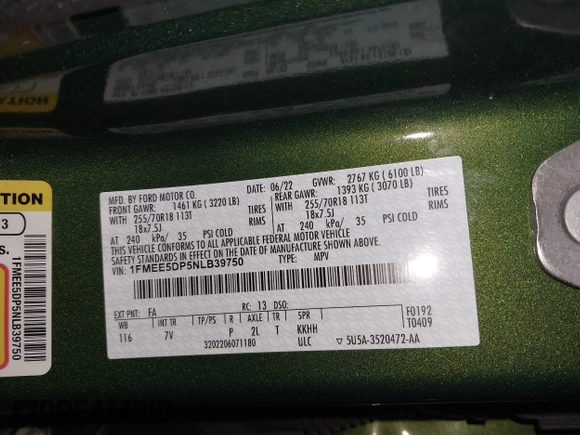 MFD. BY FORD MOTOR CO.
DATE: 06/22
GVWR: 2767 KG ( 6100 LB)
FRONT GAWR: 1461 KG ( 3220 LB)
REAR GAWR: 1393 KG ( 3070 LB)
WITH 255/70R18 113T TIRES
WITH 255/70R18 113T TIRES
18x7.5J RIMS
18x7.5J RIMS
AT 240 kPa/ 35 PSI COLD
AT 240 kPa/ 35 PSI COLD
THIS VEHICLE CONFORMS TO ALL APPLICABLE FEDERAL MOTOR VEHICLE
SAFETY STANDARDS IN EFFECT ON THE DATE OF MANUFACTURE SHOWN ABOVE.
VIN: 1FMEE5DP5NLB39750
TYPE: MPV
EXT PNT: FA RC: 13 DSO: F0192
WB INT TR TP/PS R AXLE TR SPR T0409
116 7V P 2L T KKHH
3202206071180 ULC ▽ 5U5A-3520472-AA
TION
3
s.
1FMEE5DP5NLB39750